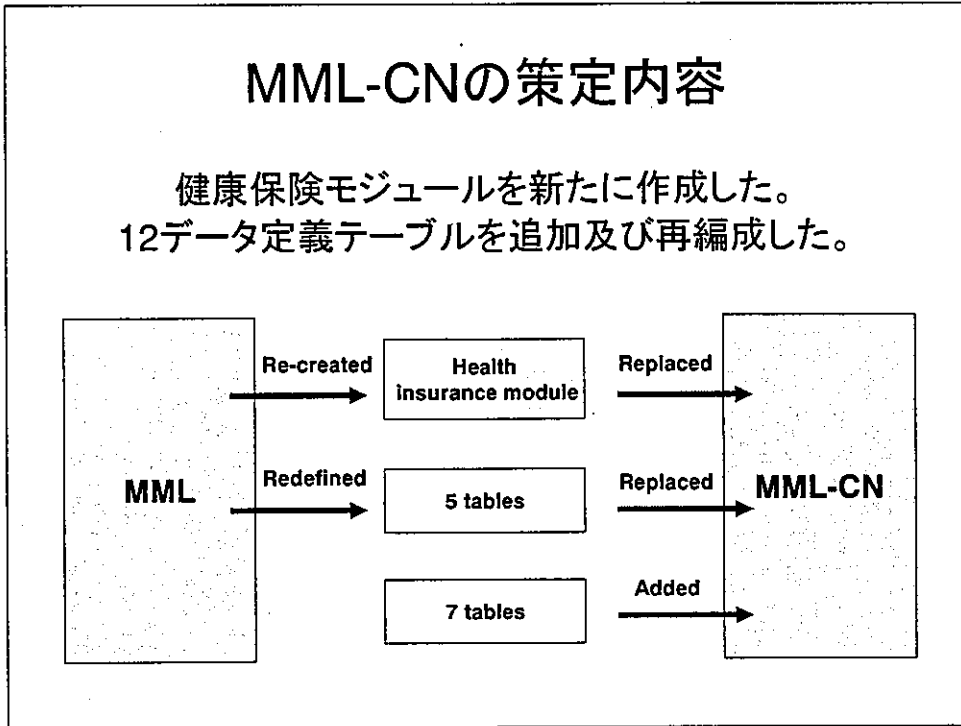 MML-CNの策定内容
健康保険モジュールを新たに作成した。
12データ定義テーブルを追加及び再編成した。
MML
Re-created
Health
insurance module
Replaced
Redefined
5 tables
Replaced
7 tables
Added
MML-CN